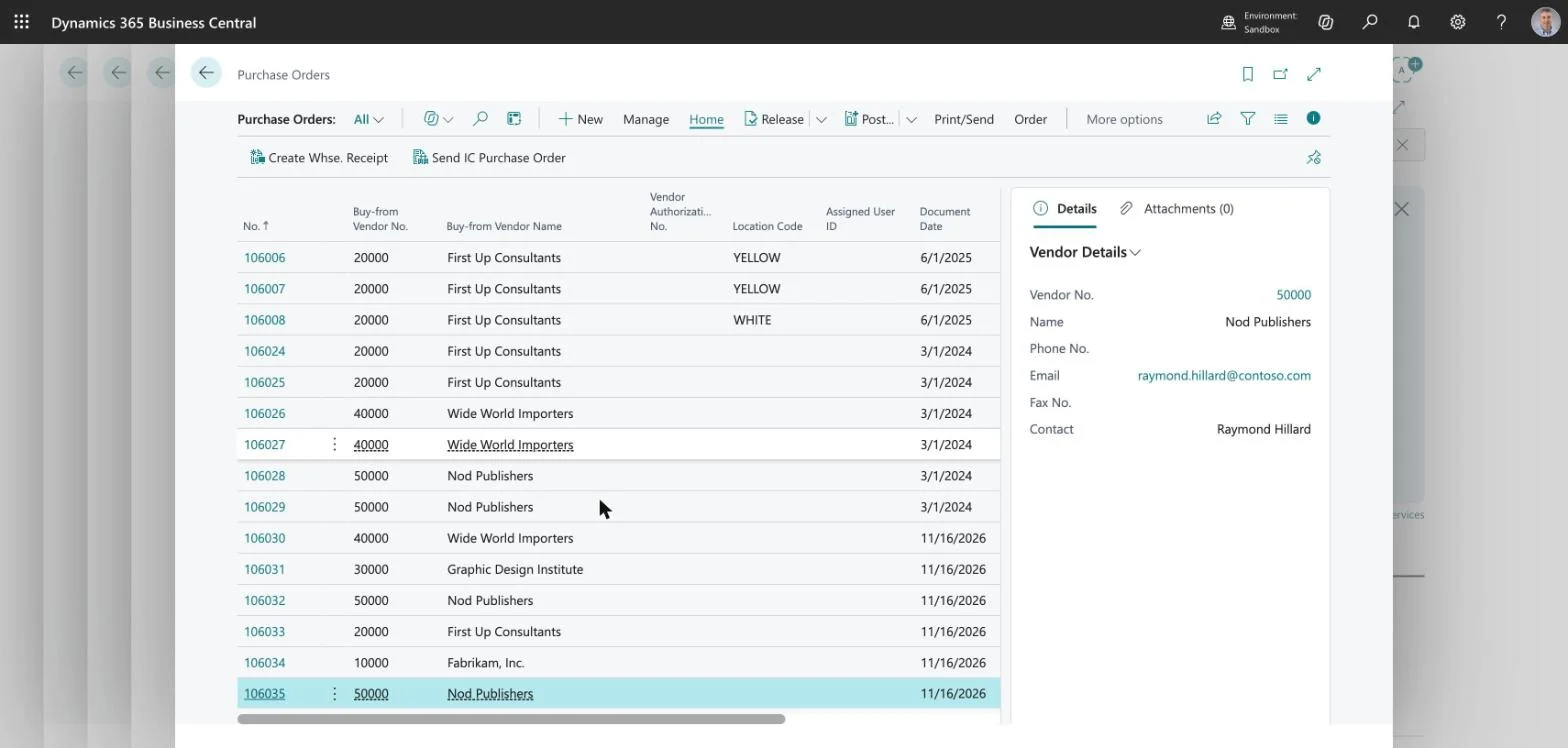 Dynamics 365 Business Central
Environment:
Sandbox
?
A
Purchase Orders
Purchase Orders: All New Manage Home Release Post... Print/Send Order More options
Create Whse. Receipt Send IC Purchase Order
No. ↑ Buy-from Vendor No. Buy-from Vendor Name Vendor Authorizati... No. Location Code Assigned User ID Document Date
106006 20000 First Up Consultants YELLOW 6/1/2025
106007 20000 First Up Consultants YELLOW 6/1/2025
106008 20000 First Up Consultants WHITE 6/1/2025
106024 20000 First Up Consultants 3/1/2024
106025 20000 First Up Consultants 3/1/2024
106026 40000 Wide World Importers 3/1/2024
106027 40000 Wide World Importers 3/1/2024
106028 50000 Nod Publishers 3/1/2024
106029 50000 Nod Publishers 3/1/2024
106030 40000 Wide World Importers 11/16/2026
106031 30000 Graphic Design Institute 11/16/2026
106032 50000 Nod Publishers 11/16/2026
106033 20000 First Up Consultants 11/16/2026
106034 10000 Fabrikam, Inc. 11/16/2026
106035 50000 Nod Publishers 11/16/2026
Details Attachments (0)
Vendor Details
Vendor No. 50000
Name Nod Publishers
Phone No.
Email raymond.hillard@contoso.com
Fax No.
Contact Raymond Hillard
ervices